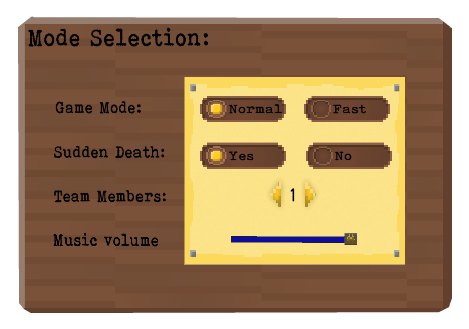 Mode Selection:
Game Mode: Normal Fast
Sudden Death: Yes No
Team Members: 1
Music volume